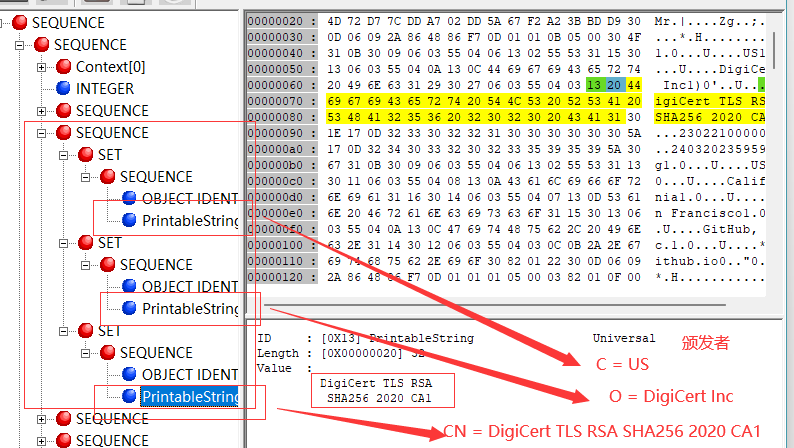 SEQUENCE
SEQUENCE
Context[0]
INTEGER
SEQUENCE
SEQUENCE
SET
SEQUENCE
OBJECT IDENT
PrintableString
SET
SEQUENCE
OBJECT IDENT
PrintableString
SET
SEQUENCE
OBJECT IDENT
PrintableString
SEQUENCE
SEQUENCE
00000020 : 4D 72 D7 7C DD A7 02 DD 5A 67 F2 A2 3B BD D9 30 Mr.|....Zg..;.
00000030 : 0D 06 09 2A 86 48 86 F7 0D 01 01 0B 05 00 30 4F ...*.H........
00000040 : 31 0B 30 09 06 03 55 04 06 13 02 55 53 31 15 30 1.0...U....US1
00000050 : 13 06 03 55 04 0A 13 0C 44 69 67 69 43 65 72 74 ...U....DigiCe
00000060 : 20 49 6E 63 31 29 30 27 06 03 55 04 03 13 20 44 Inc1)0'..U...
00000070 : 69 67 69 43 65 72 74 20 54 4C 53 20 52 53 41 20 igiCert TLS RS
00000080 : 53 48 41 32 35 36 20 32 30 32 30 20 43 41 31 30 SHA256 2020 CA
00000090 : 1E 17 0D 32 33 30 32 32 31 30 30 30 30 30 30 5A ...23022100000
000000a0 : 17 0D 32 34 30 33 32 30 32 33 35 39 35 39 5A 30 ..240320235959
000000b0 : 67 31 0B 30 09 06 03 55 04 06 13 02 55 53 31 13 g1.0...U....US
000000c0 : 30 11 06 03 55 04 08 13 0A 43 61 6C 69 66 6F 72 0...U....Calif
000000d0 : 6E 69 61 31 16 30 14 06 03 55 04 07 13 0D 53 61 nia1.0...U....
000000e0 : 6E 20 46 72 61 6E 63 69 73 63 6F 31 15 30 13 06 n Francisco1.0
000000f0 : 03 55 04 0A 13 0C 47 69 74 48 75 62 2C 20 49 6E .U....GitHub,
00000100 : 63 2E 31 14 30 12 06 03 55 04 03 0C 0B 2A 2E 67 c.1.0...U....*
00000110 : 69 74 68 75 62 2E 69 6F 30 82 01 22 30 0D 06 09 ithub.io0.."0.
00000120 : 2A 86 48 86 F7 0D 01 01 01 05 00 03 82 01 0F 00 *.H...........
ID : [0X13] PrintableString Universal
Length : [0X00000020] 32
Value :
DigiCert TLS RSA
SHA256 2020 CA1
颁发者
C = US
O = DigiCert Inc
CN = DigiCert TLS RSA SHA256 2020 CA1